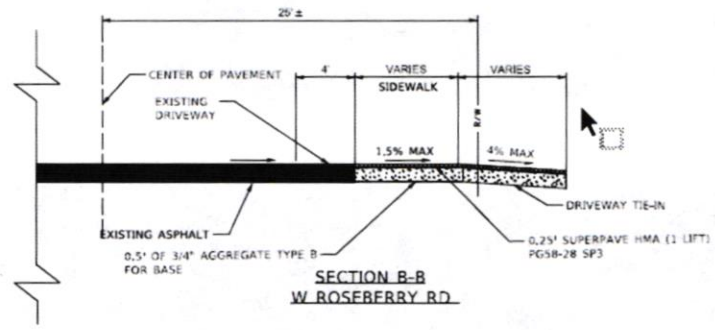 25'±
CENTER OF PAVEMENT
4'
VARIES
VARIES
SIDEWALK
EXISTING
DRIVEWAY
R/W
1.5% MAX
4% MAX
DRIVEWAY TIE-IN
EXISTING ASPHALT
0.5' OF 3/4" AGGREGATE TYPE B
FOR BASE
0.25' SUPERPAVE HMA (1 LIFT)
PG58-28 SP3
SECTION B-B
W ROSEBERRY RD